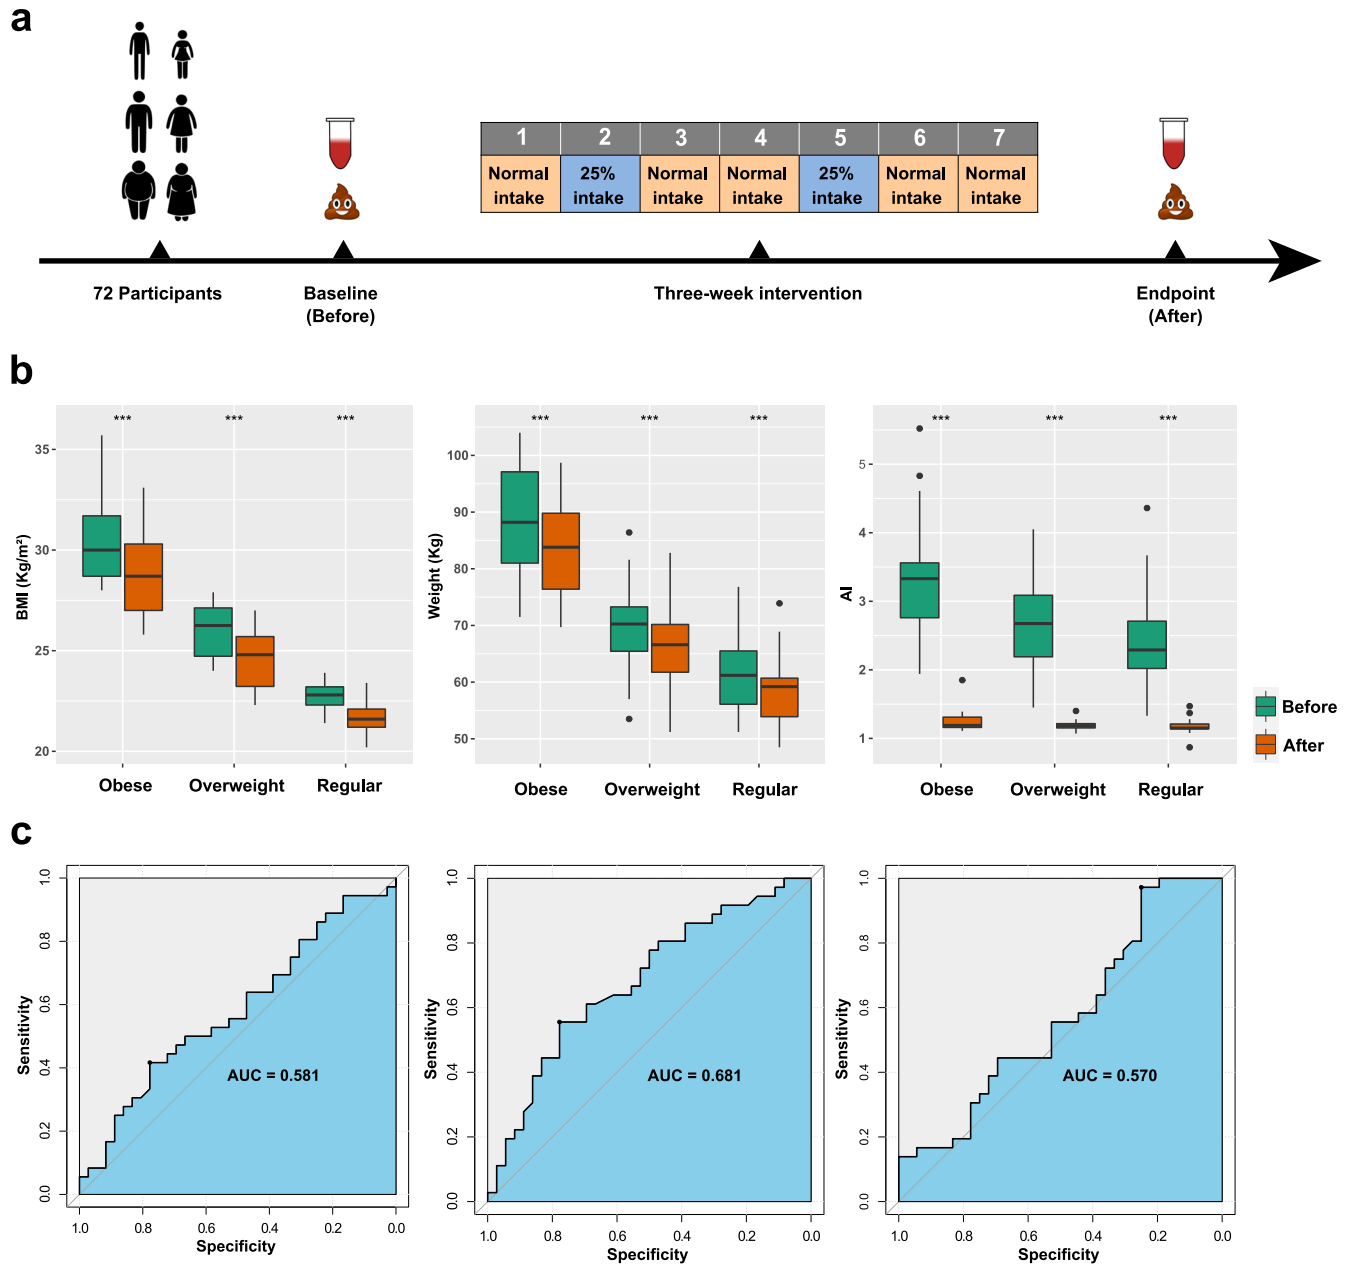 a
1 2 3 4 5 6 7
Normal 25% Normal Normal 25% Normal Normal
intake intake intake intake intake intake intake
72 Participants
Baseline
(Before)
Three-week intervention
Endpoint
(After)
b
BMI (Kg/m²)
35
30
25
20
*** *** ***
Obese Overweight Regular
Weight (Kg)
100
90
80
70
60
50
*** *** ***
Obese Overweight Regular
AI
5
4
3
2
1
*** *** ***
Obese Overweight Regular
Before
After
c
Sensitivity
1.0
0.8
0.6
0.4
0.2
0.0
AUC = 0.581
1.0 0.8 0.6 0.4 0.2 0.0
Specificity
Sensitivity
1.0
0.8
0.6
0.4
0.2
0.0
AUC = 0.681
1.0 0.8 0.6 0.4 0.2 0.0
Specificity
Sensitivity
1.0
0.8
0.6
0.4
0.2
0.0
AUC = 0.570
1.0 0.8 0.6 0.4 0.2 0.0
Specificity